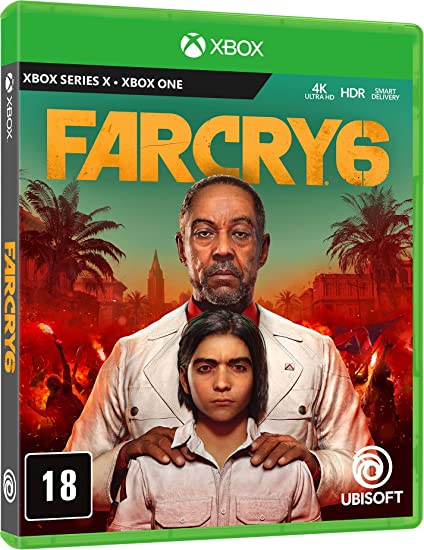 XBOX
XBOX SERIES X • XBOX ONE
4K
ULTRA HD
HDR
SMART
DELIVERY
FARCRY6
18
UBISOFT
XBOX
FARCRY6